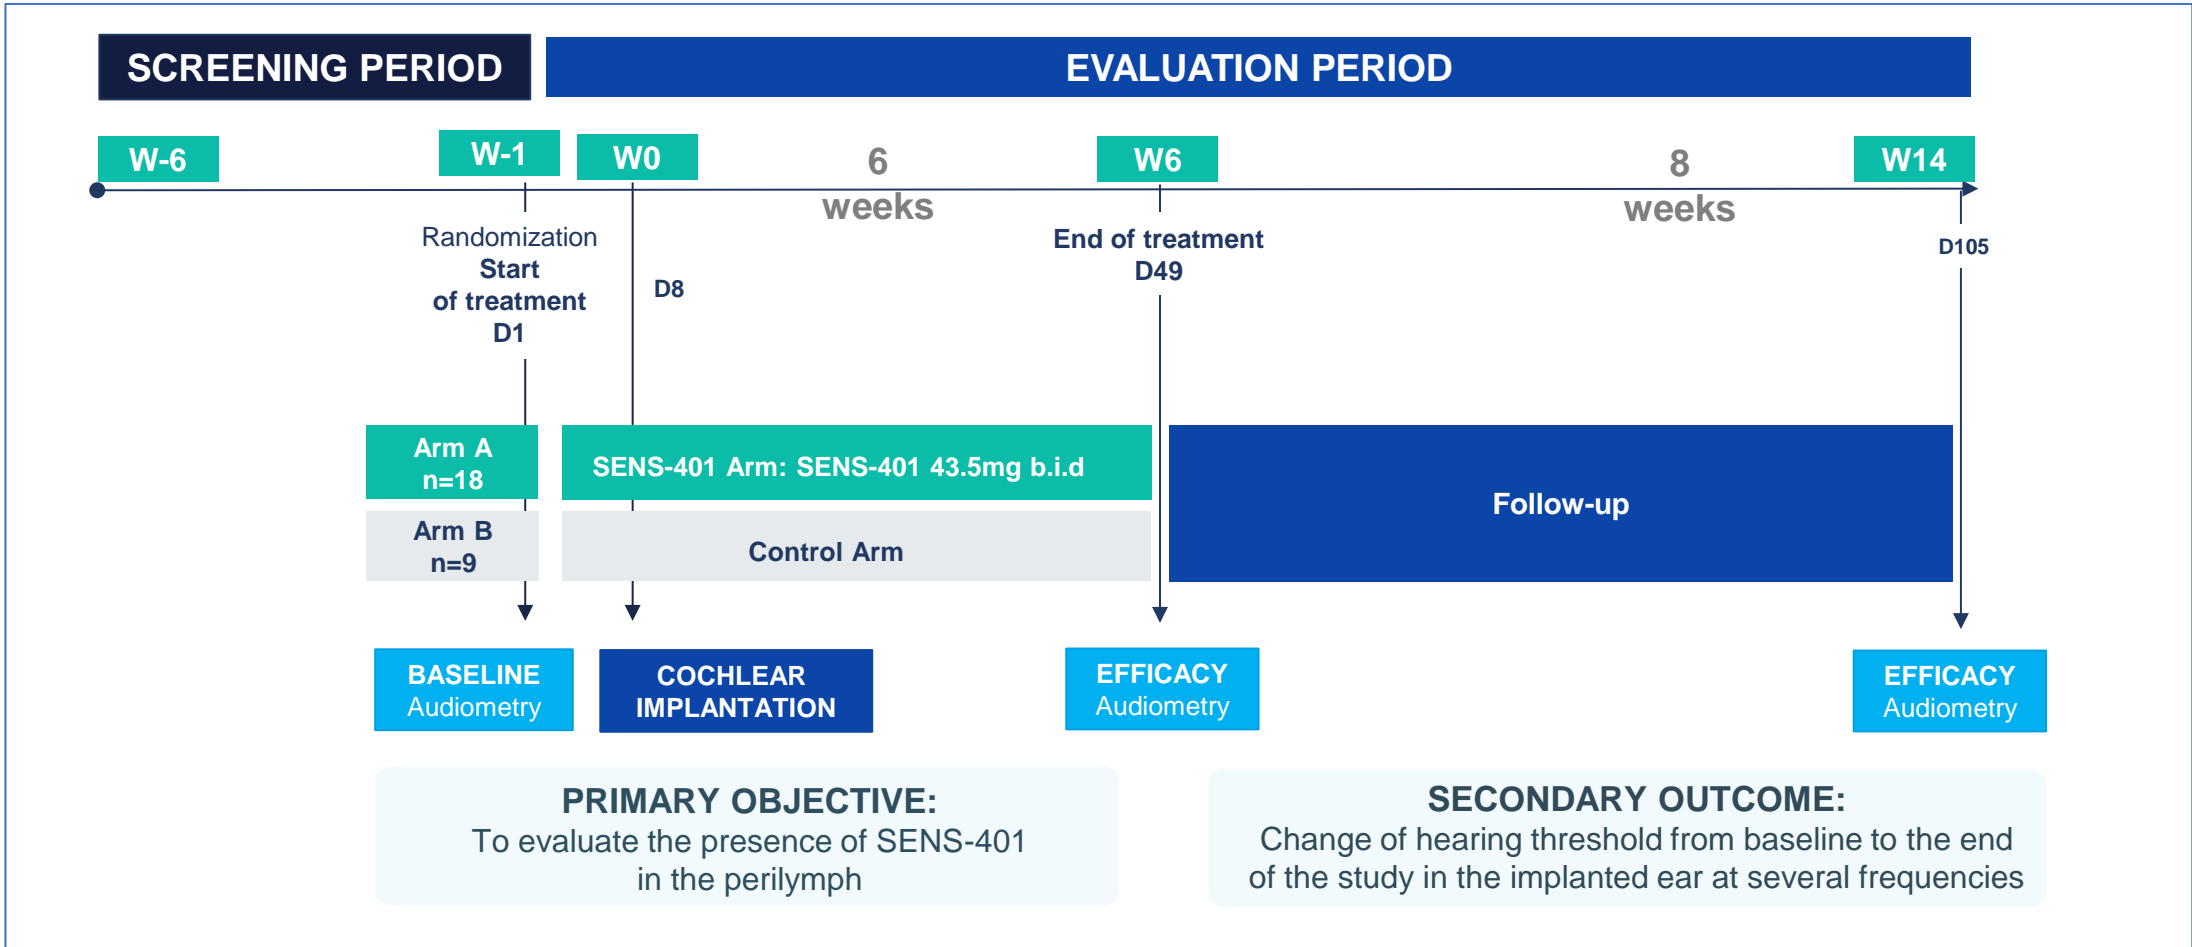 SCREENING PERIOD
EVALUATION PERIOD
W-6
W-1
W0
6
weeks
W6
8
weeks
W14
Randomization
Start
of treatment
D1
D8
End of treatment
D49
D105
Arm A
n=18
SENS-401 Arm: SENS-401 43.5mg b.i.d
Arm B
n=9
Control Arm
Follow-up
BASELINE
Audiometry
COCHLEAR
IMPLANTATION
EFFICACY
Audiometry
EFFICACY
Audiometry
PRIMARY OBJECTIVE:
To evaluate the presence of SENS-401
in the perilymph
SECONDARY OUTCOME:
Change of hearing threshold from baseline to the end
of the study in the implanted ear at several frequencies